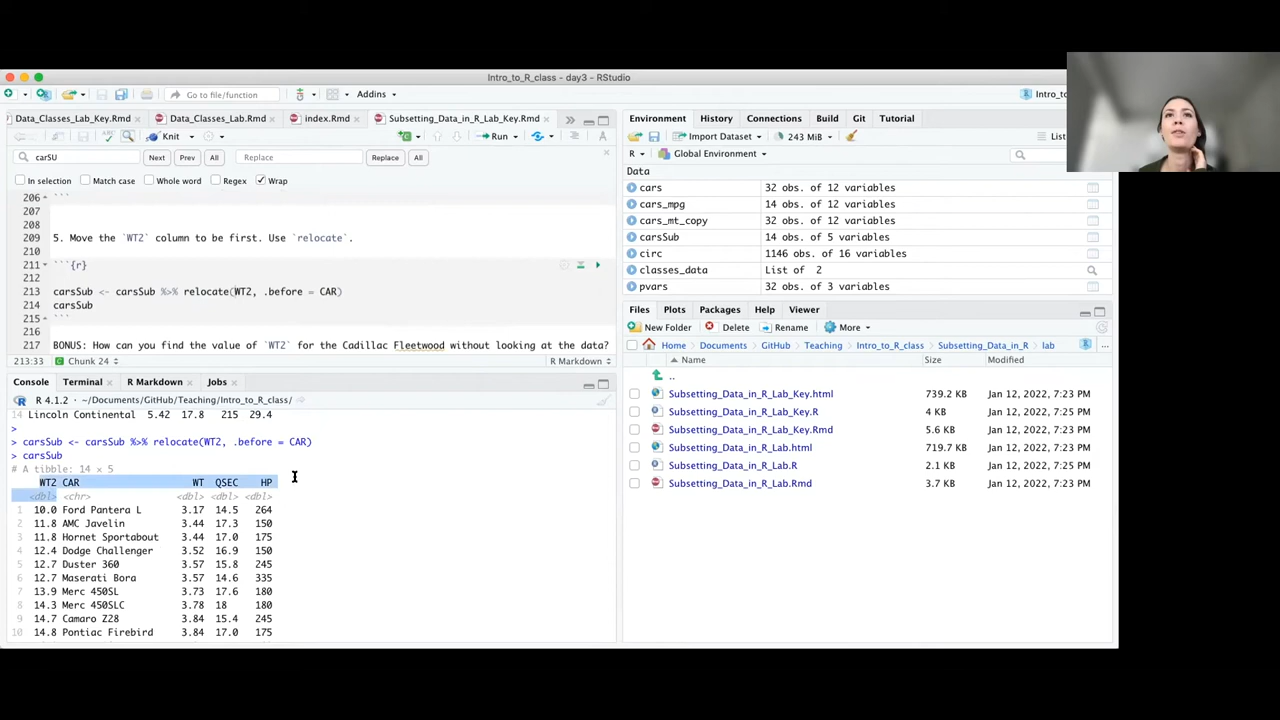 Intro_to_R_class - day3 - RStudio
Go to file/function
Addins
Intro_to
Data_Classes_Lab_Key.Rmd
Data_Classes_Lab.Rmd
index.Rmd
Subsetting_Data_in_R_Lab_Key.Rmd
Knit
Run
carSU
Next
Prev
All
Replace
Replace
All
In selection
Match case
Whole word
Regex
Wrap
206 ```
207
208
209 5. Move the `WT2` column to be first. Use `relocate`.
210
211 ```{r}
212
213 carsSub <- carsSub %>% relocate(WT2, .before = CAR)
214 carsSub
215 ```
216
217 BONUS: How can you find the value of `WT2` for the Cadillac Fleetwood without looking at the data?
213:33
Chunk 24
R Markdown
Console
Terminal
R Markdown
Jobs
R 4.1.2 · ~/Documents/GitHub/Teaching/Intro_to_R_class/
14 Lincoln Continental 5.42 17.8 215 29.4
>
> carsSub <- carsSub %>% relocate(WT2, .before = CAR)
> carsSub
# A tibble: 14 × 5
WT2 CAR WT QSEC HP
<dbl> <chr> <dbl> <dbl> <dbl>
1 10.0 Ford Pantera L 3.17 14.5 264
2 11.8 AMC Javelin 3.44 17.3 150
3 11.8 Hornet Sportabout 3.44 17.0 175
4 12.4 Dodge Challenger 3.52 16.9 150
5 12.7 Duster 360 3.57 15.8 245
6 12.7 Maserati Bora 3.57 14.6 335
7 13.9 Merc 450SL 3.73 17.6 180
8 14.3 Merc 450SLC 3.78 18 180
9 14.7 Camaro Z28 3.84 15.4 245
10 14.8 Pontiac Firebird 3.84 17.0 175
Environment
History
Connections
Build
Git
Tutorial
Import Dataset
243 MiB
List
R
Global Environment
Data
cars 32 obs. of 12 variables
cars_mpg 14 obs. of 12 variables
cars_mt_copy 32 obs. of 12 variables
carsSub 14 obs. of 5 variables
circ 1146 obs. of 16 variables
classes_data List of 2
pvars 32 obs. of 3 variables
Files
Plots
Packages
Help
Viewer
New Folder
Delete
Rename
More
Home
Documents
GitHub
Teaching
Intro_to_R_class
Subsetting_Data_in_R
lab
...
Name Size Modified
..
Subsetting_Data_in_R_Lab_Key.html 739.2 KB Jan 12, 2022, 7:23 PM
Subsetting_Data_in_R_Lab_Key.R 4 KB Jan 12, 2022, 7:25 PM
Subsetting_Data_in_R_Lab_Key.Rmd 5.6 KB Jan 12, 2022, 7:23 PM
Subsetting_Data_in_R_Lab.html 719.7 KB Jan 12, 2022, 7:23 PM
Subsetting_Data_in_R_Lab.R 2.1 KB Jan 12, 2022, 7:25 PM
Subsetting_Data_in_R_Lab.Rmd 3.7 KB Jan 12, 2022, 7:23 PM